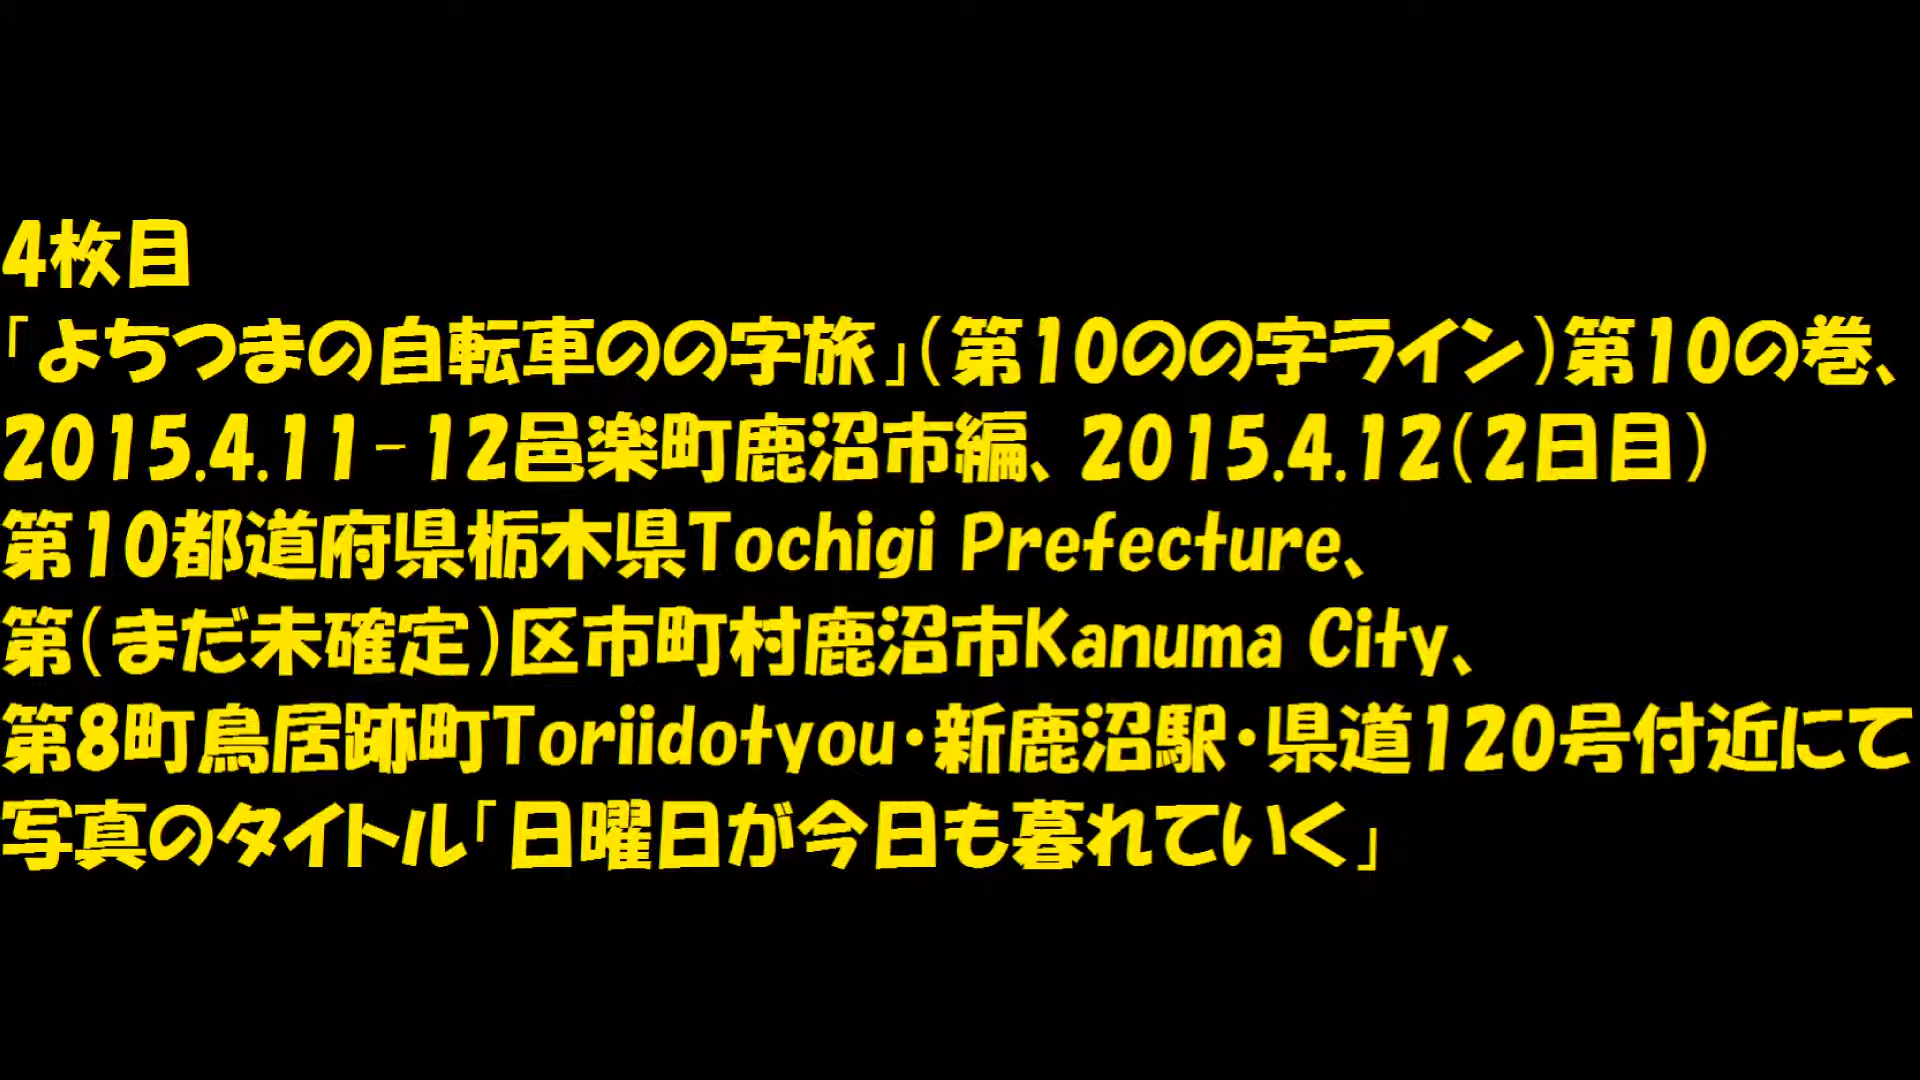 4枚目
「よちつまの自転車のの字旅」(第10のの字ライン)第10の巻、
2015.4.11-12邑楽町鹿沼市編、2015.4.12(2日目)
第10都道府県栃木県Tochigi Prefecture、
第(まだ未確定)区市町村鹿沼市Kanuma City、
第8町鳥居跡町Toriidotyou・新鹿沼駅・県道120号付近にて
写真のタイトル「日曜日が今日も暮れていく」